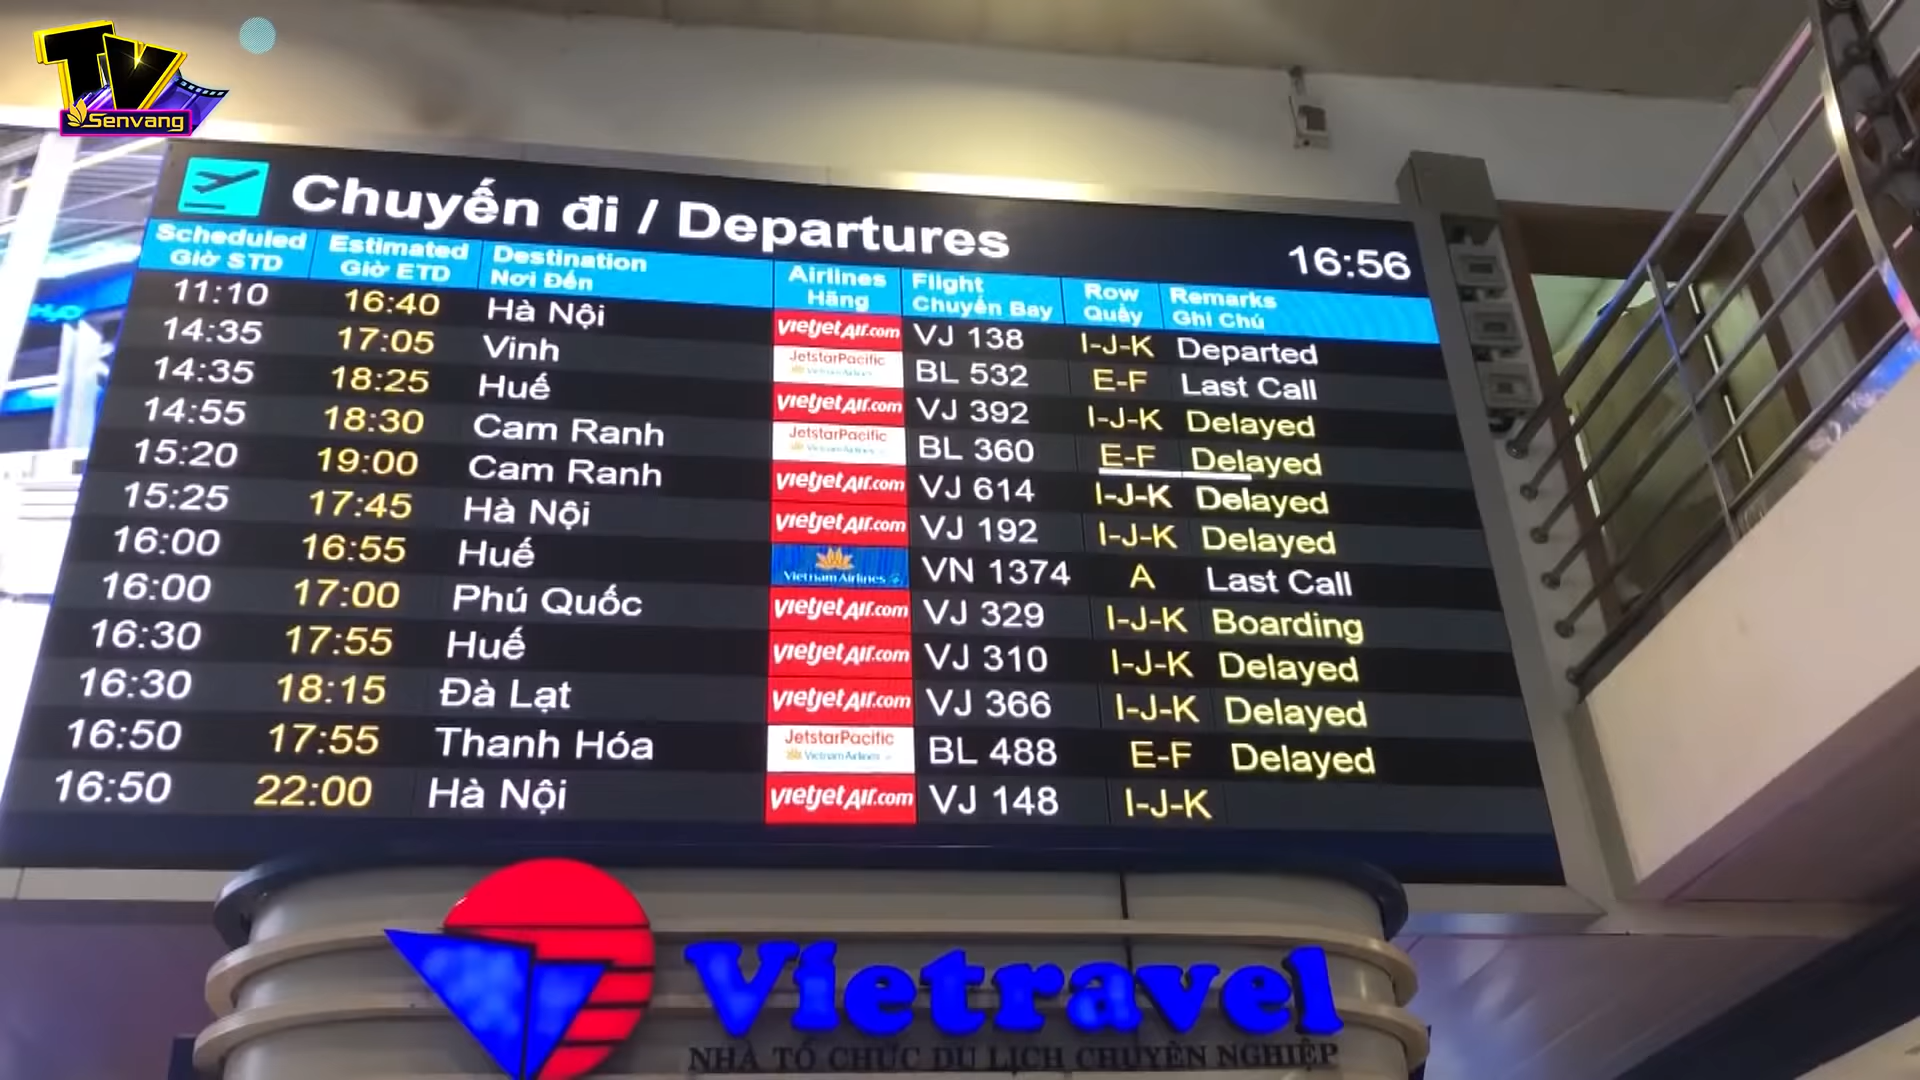 TV
Senvang
Chuyến đi / Departures
16:56
Scheduled Estimated Destination Airlines Flight Row Remarks
Giờ STD Giờ ETD Nơi Đến Hãng Chuyến Bay Quầy Ghi Chú
11:10 16:40 Hà Nội vietjetAir.com VJ 138 I-J-K Departed
14:35 17:05 Vinh JetstarPacific Vietnam Airlines BL 532 E-F Last Call
14:35 18:25 Huế vietjetAir.com VJ 392 I-J-K Delayed
14:55 18:30 Cam Ranh JetstarPacific Vietnam Airlines BL 360 E-F Delayed
15:20 19:00 Cam Ranh vietjetAir.com VJ 614 I-J-K Delayed
15:25 17:45 Hà Nội vietjetAir.com VJ 192 I-J-K Delayed
16:00 16:55 Huế Vietnam Airlines VN 1374 A Last Call
16:00 17:00 Phú Quốc vietjetAir.com VJ 329 I-J-K Boarding
16:30 17:55 Huế vietjetAir.com VJ 310 I-J-K Delayed
16:30 18:15 Đà Lạt vietjetAir.com VJ 366 I-J-K Delayed
16:50 17:55 Thanh Hóa JetstarPacific Vietnam Airlines BL 488 E-F Delayed
16:50 22:00 Hà Nội vietjetAir.com VJ 148 I-J-K
Vietravel
NHÀ TỔ CHỨC DU LỊCH CHUYÊN NGHIỆP